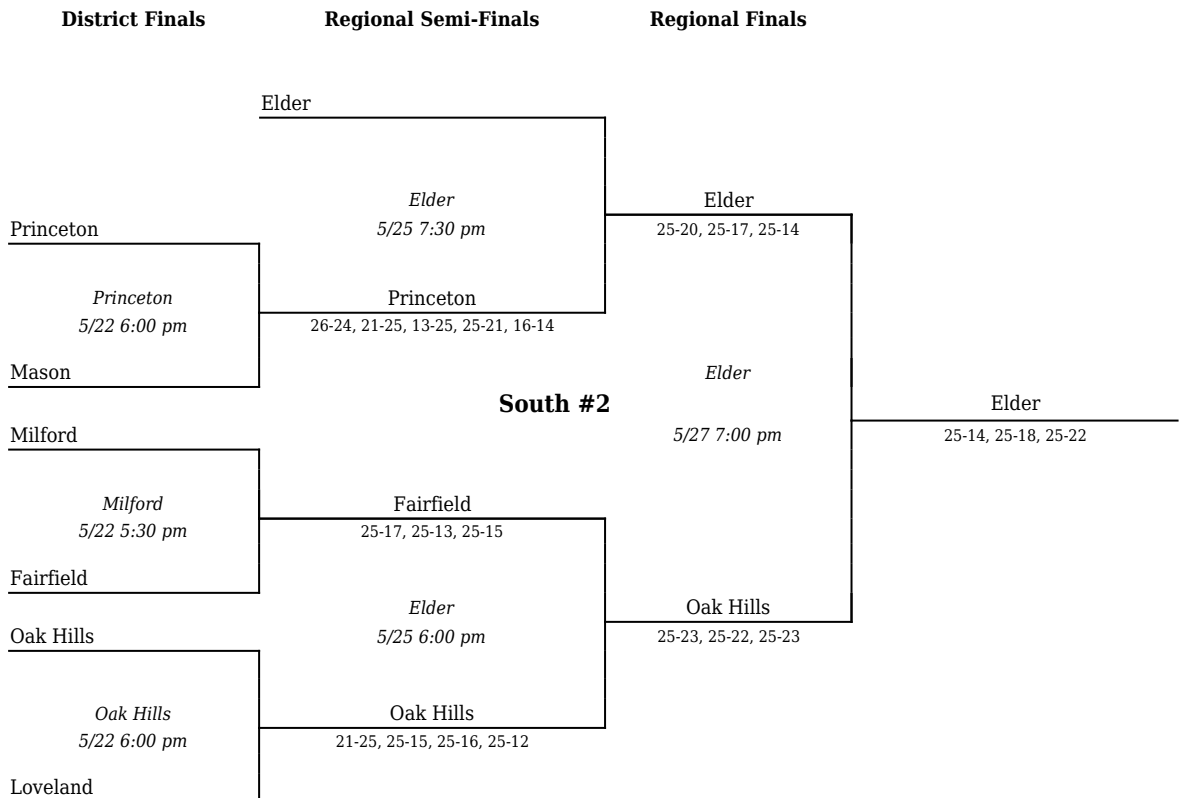 District Finals
Regional Semi-Finals
Regional Finals
Elder
Elder
5/25 7:30 pm
Elder
25-20, 25-17, 25-14
Princeton
Princeton
5/22 6:00 pm
Princeton
26-24, 21-25, 13-25, 25-21, 16-14
Mason
Elder
5/27 7:00 pm
South #2
Elder
25-14, 25-18, 25-22
Milford
Milford
5/22 5:30 pm
Fairfield
25-17, 25-13, 25-15
Fairfield
Elder
5/25 6:00 pm
Oak Hills
25-23, 25-22, 25-23
Oak Hills
Oak Hills
5/22 6:00 pm
Oak Hills
21-25, 25-15, 25-16, 25-12
Loveland